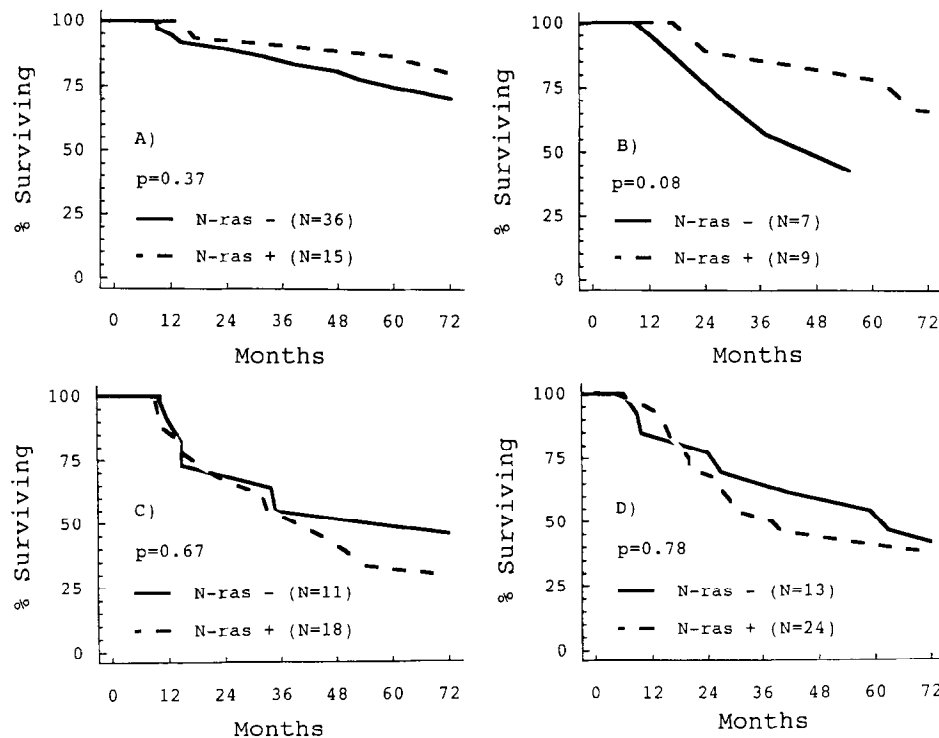 100
75
50
25
0
% Surviving
A)
p=0.37
N-ras - (N=36)
N-ras + (N=15)
0 12 24 36 48 60 72
Months
100
75
50
25
0
% Surviving
B)
p=0.08
N-ras - (N=7)
N-ras + (N=9)
0 12 24 36 48 60 72
Months
100
75
50
25
0
% Surviving
C)
p=0.67
N-ras - (N=11)
N-ras + (N=18)
0 12 24 36 48 60 72
Months
100
75
50
25
0
% Surviving
D)
p=0.78
N-ras - (N=13)
N-ras + (N=24)
0 12 24 36 48 60 72
Months